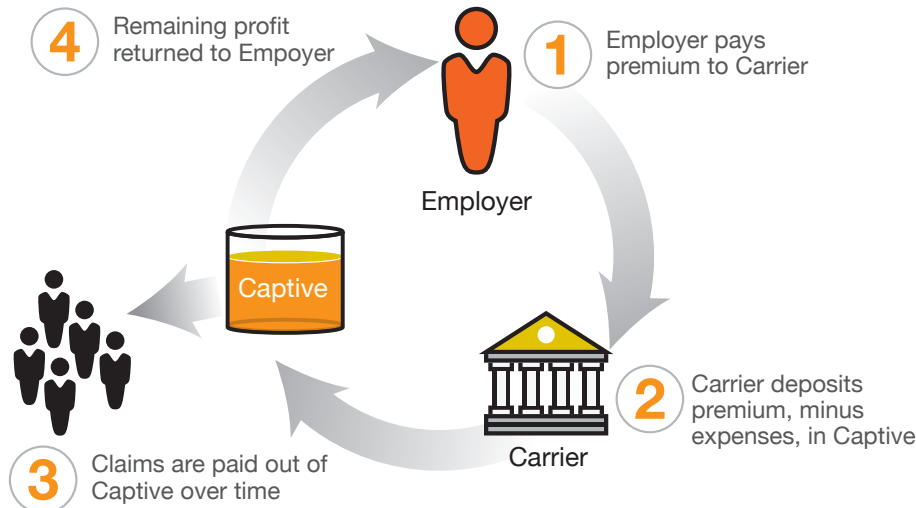 4
Remaining profit
returned to Empoyer
1
Employer pays
premium to Carrier
Employer
Captive
2
Carrier deposits
premium, minus
expenses, in Captive
Carrier
3
Claims are paid out of
Captive over time